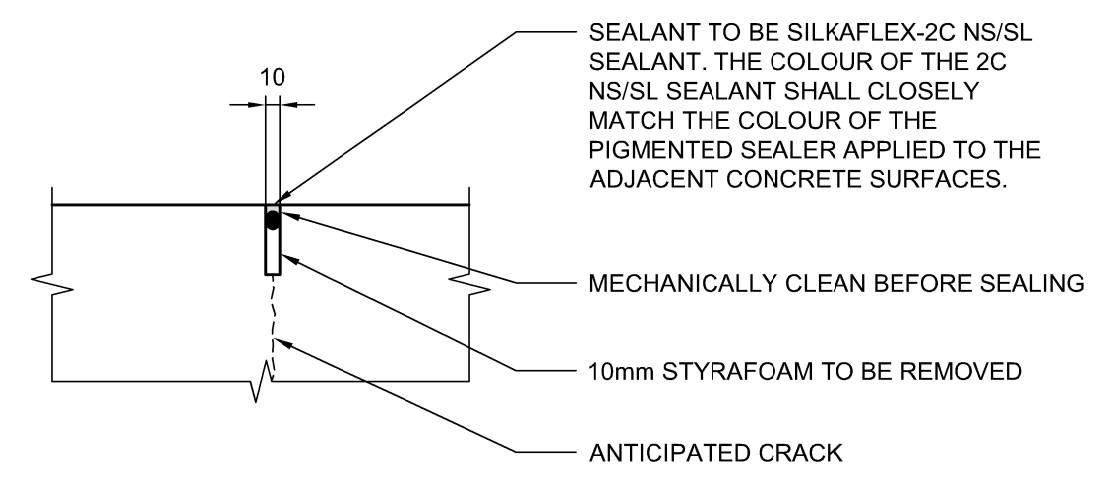 SEALANT TO BE SILKAFLEX-2C NS/SL
SEALANT. THE COLOUR OF THE 2C
NS/SL SEALANT SHALL CLOSELY
MATCH THE COLOUR OF THE
PIGMENTED SEALER APPLIED TO THE
ADJACENT CONCRETE SURFACES.
10
MECHANICALLY CLEAN BEFORE SEALING
10mm STYRAFOAM TO BE REMOVED
ANTICIPATED CRACK